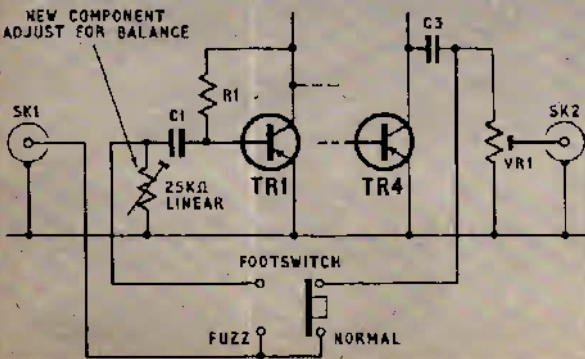 NEW COMPONENT
ADJUST FOR BALANCE
C3
SK1
R1
C1
SK2
VR1
TR1
TR4
25KΩ
LINEAR
FOOTSWITCH
FUZZ
NORMAL